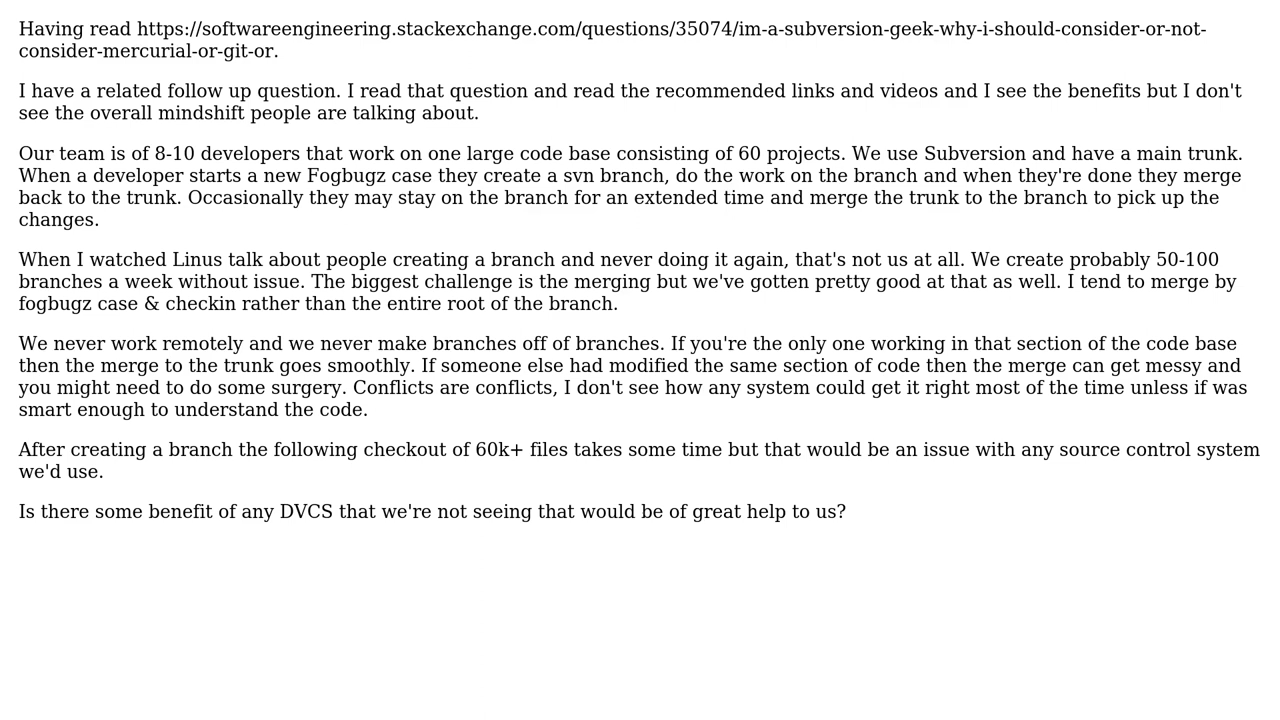 Having read https://softwareengineering.stackexchange.com/questions/35074/im-a-subversion-geek-why-i-should-consider-or-not-
consider-mercurial-or-git-or.
I have a related follow up question. I read that question and read the recommended links and videos and I see the benefits but I don't
see the overall mindshift people are talking about.
Our team is of 8-10 developers that work on one large code base consisting of 60 projects. We use Subversion and have a main trunk.
When a developer starts a new Fogbugz case they create a svn branch, do the work on the branch and when they're done they merge
back to the trunk. Occasionally they may stay on the branch for an extended time and merge the trunk to the branch to pick up the
changes.
When I watched Linus talk about people creating a branch and never doing it again, that's not us at all. We create probably 50-100
branches a week without issue. The biggest challenge is the merging but we've gotten pretty good at that as well. I tend to merge by
fogbugz case & checkin rather than the entire root of the branch.
We never work remotely and we never make branches off of branches. If you're the only one working in that section of the code base
then the merge to the trunk goes smoothly. If someone else had modified the same section of code then the merge can get messy and
you might need to do some surgery. Conflicts are conflicts, I don't see how any system could get it right most of the time unless if was
smart enough to understand the code.
After creating a branch the following checkout of 60k+ files takes some time but that would be an issue with any source control system
we'd use.
Is there some benefit of any DVCS that we're not seeing that would be of great help to us?